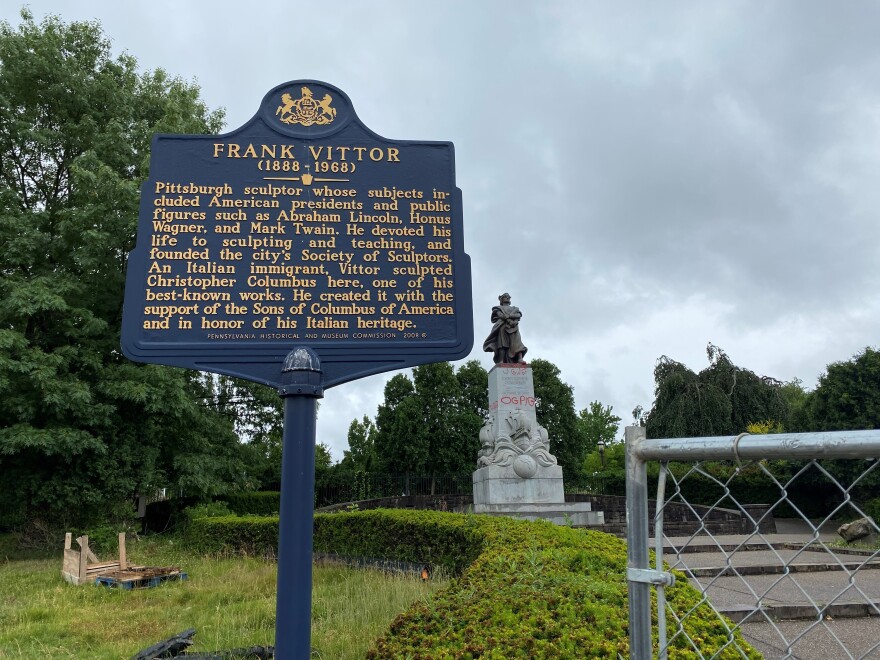 FRANK VITTOR
(1888-1968)
Pittsburgh sculptor whose subjects in-
cluded American presidents and public
figures such as Abraham Lincoln, Honus
Wagner, and Mark Twain. He devoted his
life to sculpting and teaching, and
founded the city's Society of Sculptors.
An Italian immigrant, Vittor sculpted
Christopher Columbus here, one of his
best-known works. He created it with the
support of the Sons of Columbus of America
and in honor of his Italian heritage.
PENNSYLVANIA HISTORICAL AND MUSEUM COMMISSION 2008
OGPIG